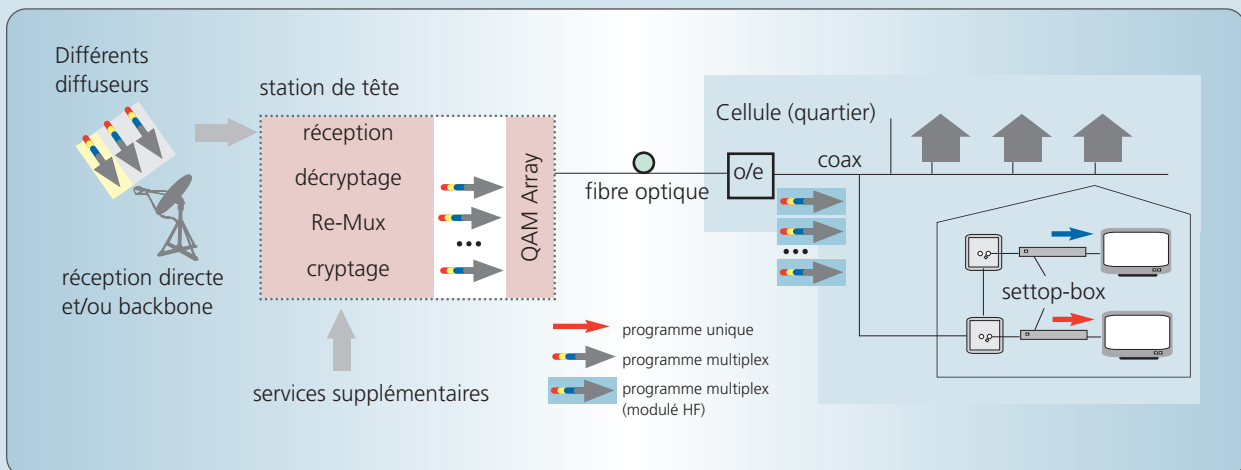 Différents
diffuseurs
réception directe
et/ou backbone
station de tête
réception
décryptage
Re-Mux
cryptage
QAM Array
services supplémentaires
fibre optique
Cellule (quartier)
o/e
coax
settop-box
programme unique
programme multiplex
programme multiplex
(modulé HF)